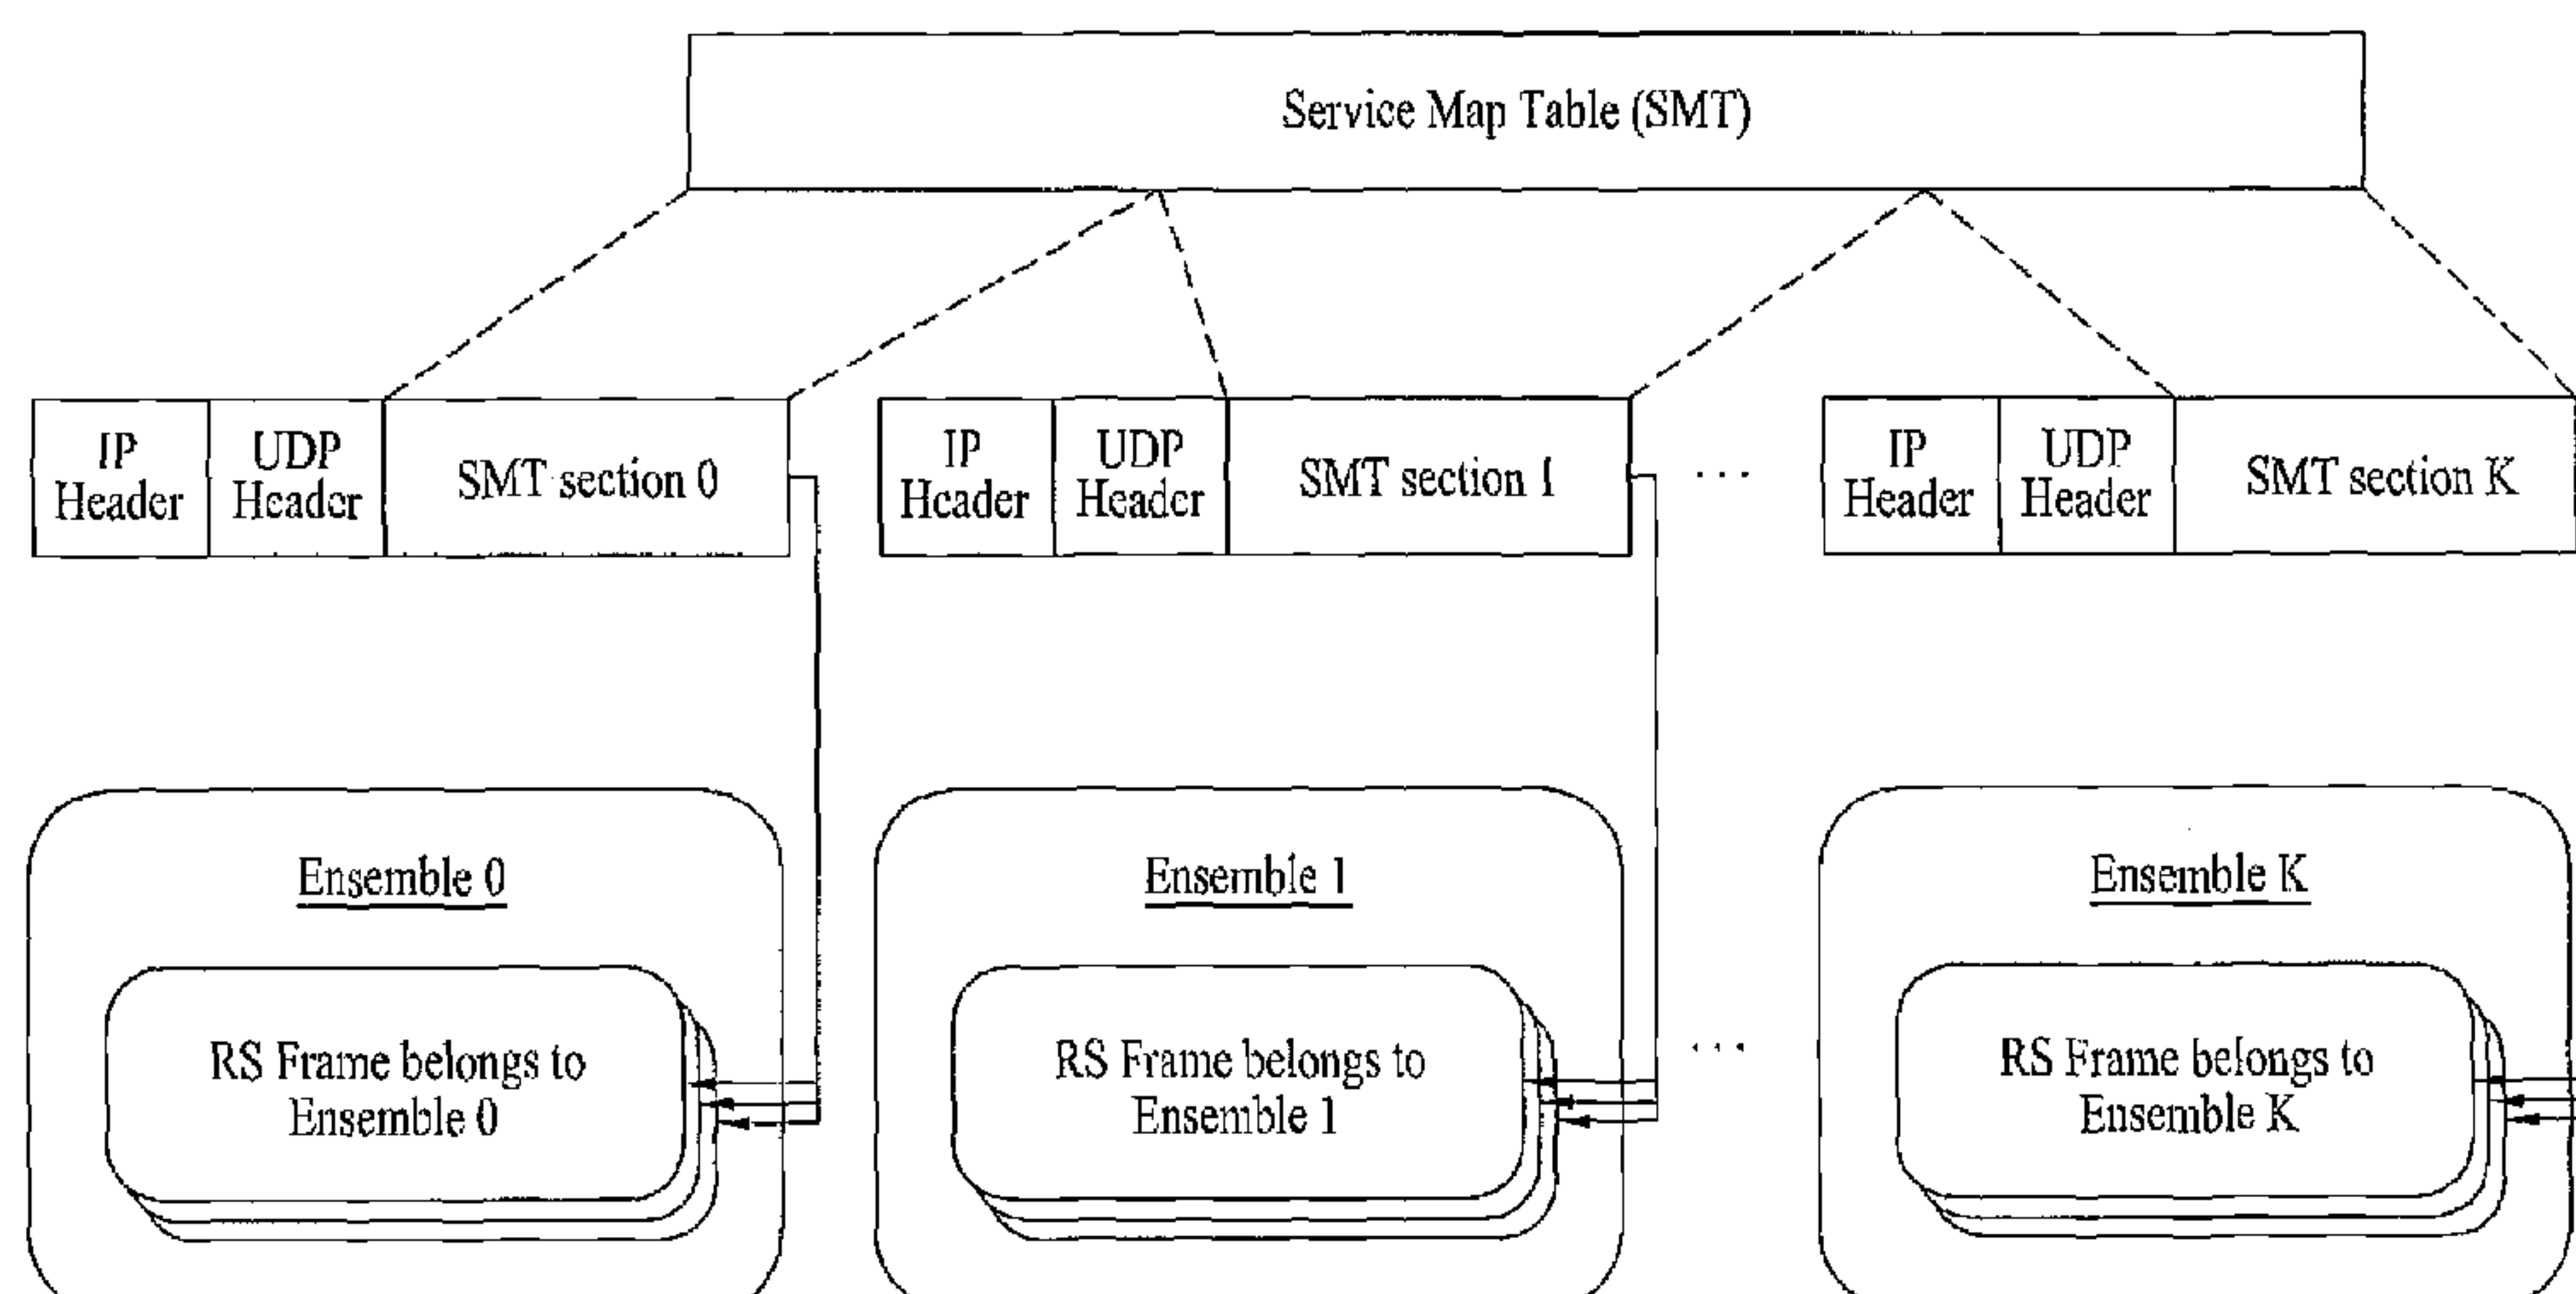 Service Map Table (SMT)
IP
Header
UDP
Header
SMT section 0
IP
Header
UDP
Header
SMT section 1
...
IP
Header
UDP
Header
SMT section K
Ensemble 0
RS Frame belongs to
Ensemble 0
Ensemble 1
RS Frame belongs to
Ensemble 1
...
Ensemble K
RS Frame belongs to
Ensemble K